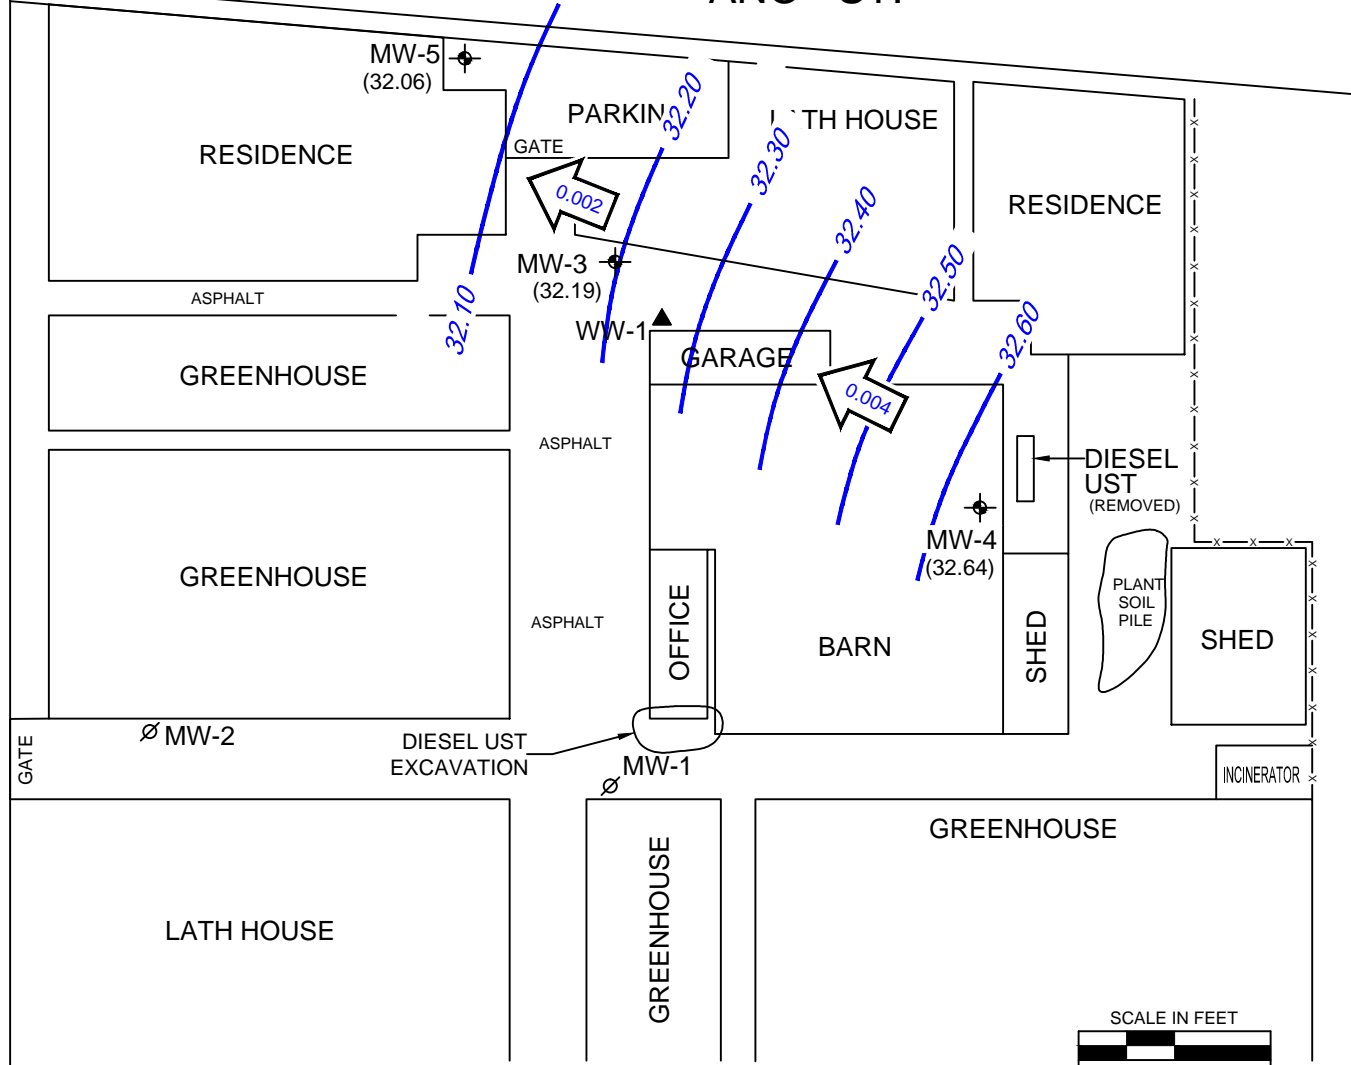 MW-5
(32.06)
32.20
PARKIN
TH HOUSE
GATE
RESIDENCE
32.30
0.002
32.40
RESIDENCE
MW-3
(32.19)
32.50
ASPHALT
32.10
WW-1
32.60
GARAGE
GREENHOUSE
0.004
ASPHALT
DIESEL
UST
(REMOVED)
MW-4
(32.64)
GREENHOUSE
PLANT
SOIL
PILE
ASPHALT
OFFICE
BARN
SHED
SHED
MW-2
GATE
DIESEL UST
EXCAVATION
MW-1
INCINERATOR
GREENHOUSE
GREENHOUSE
LATH HOUSE
SCALE IN FEET